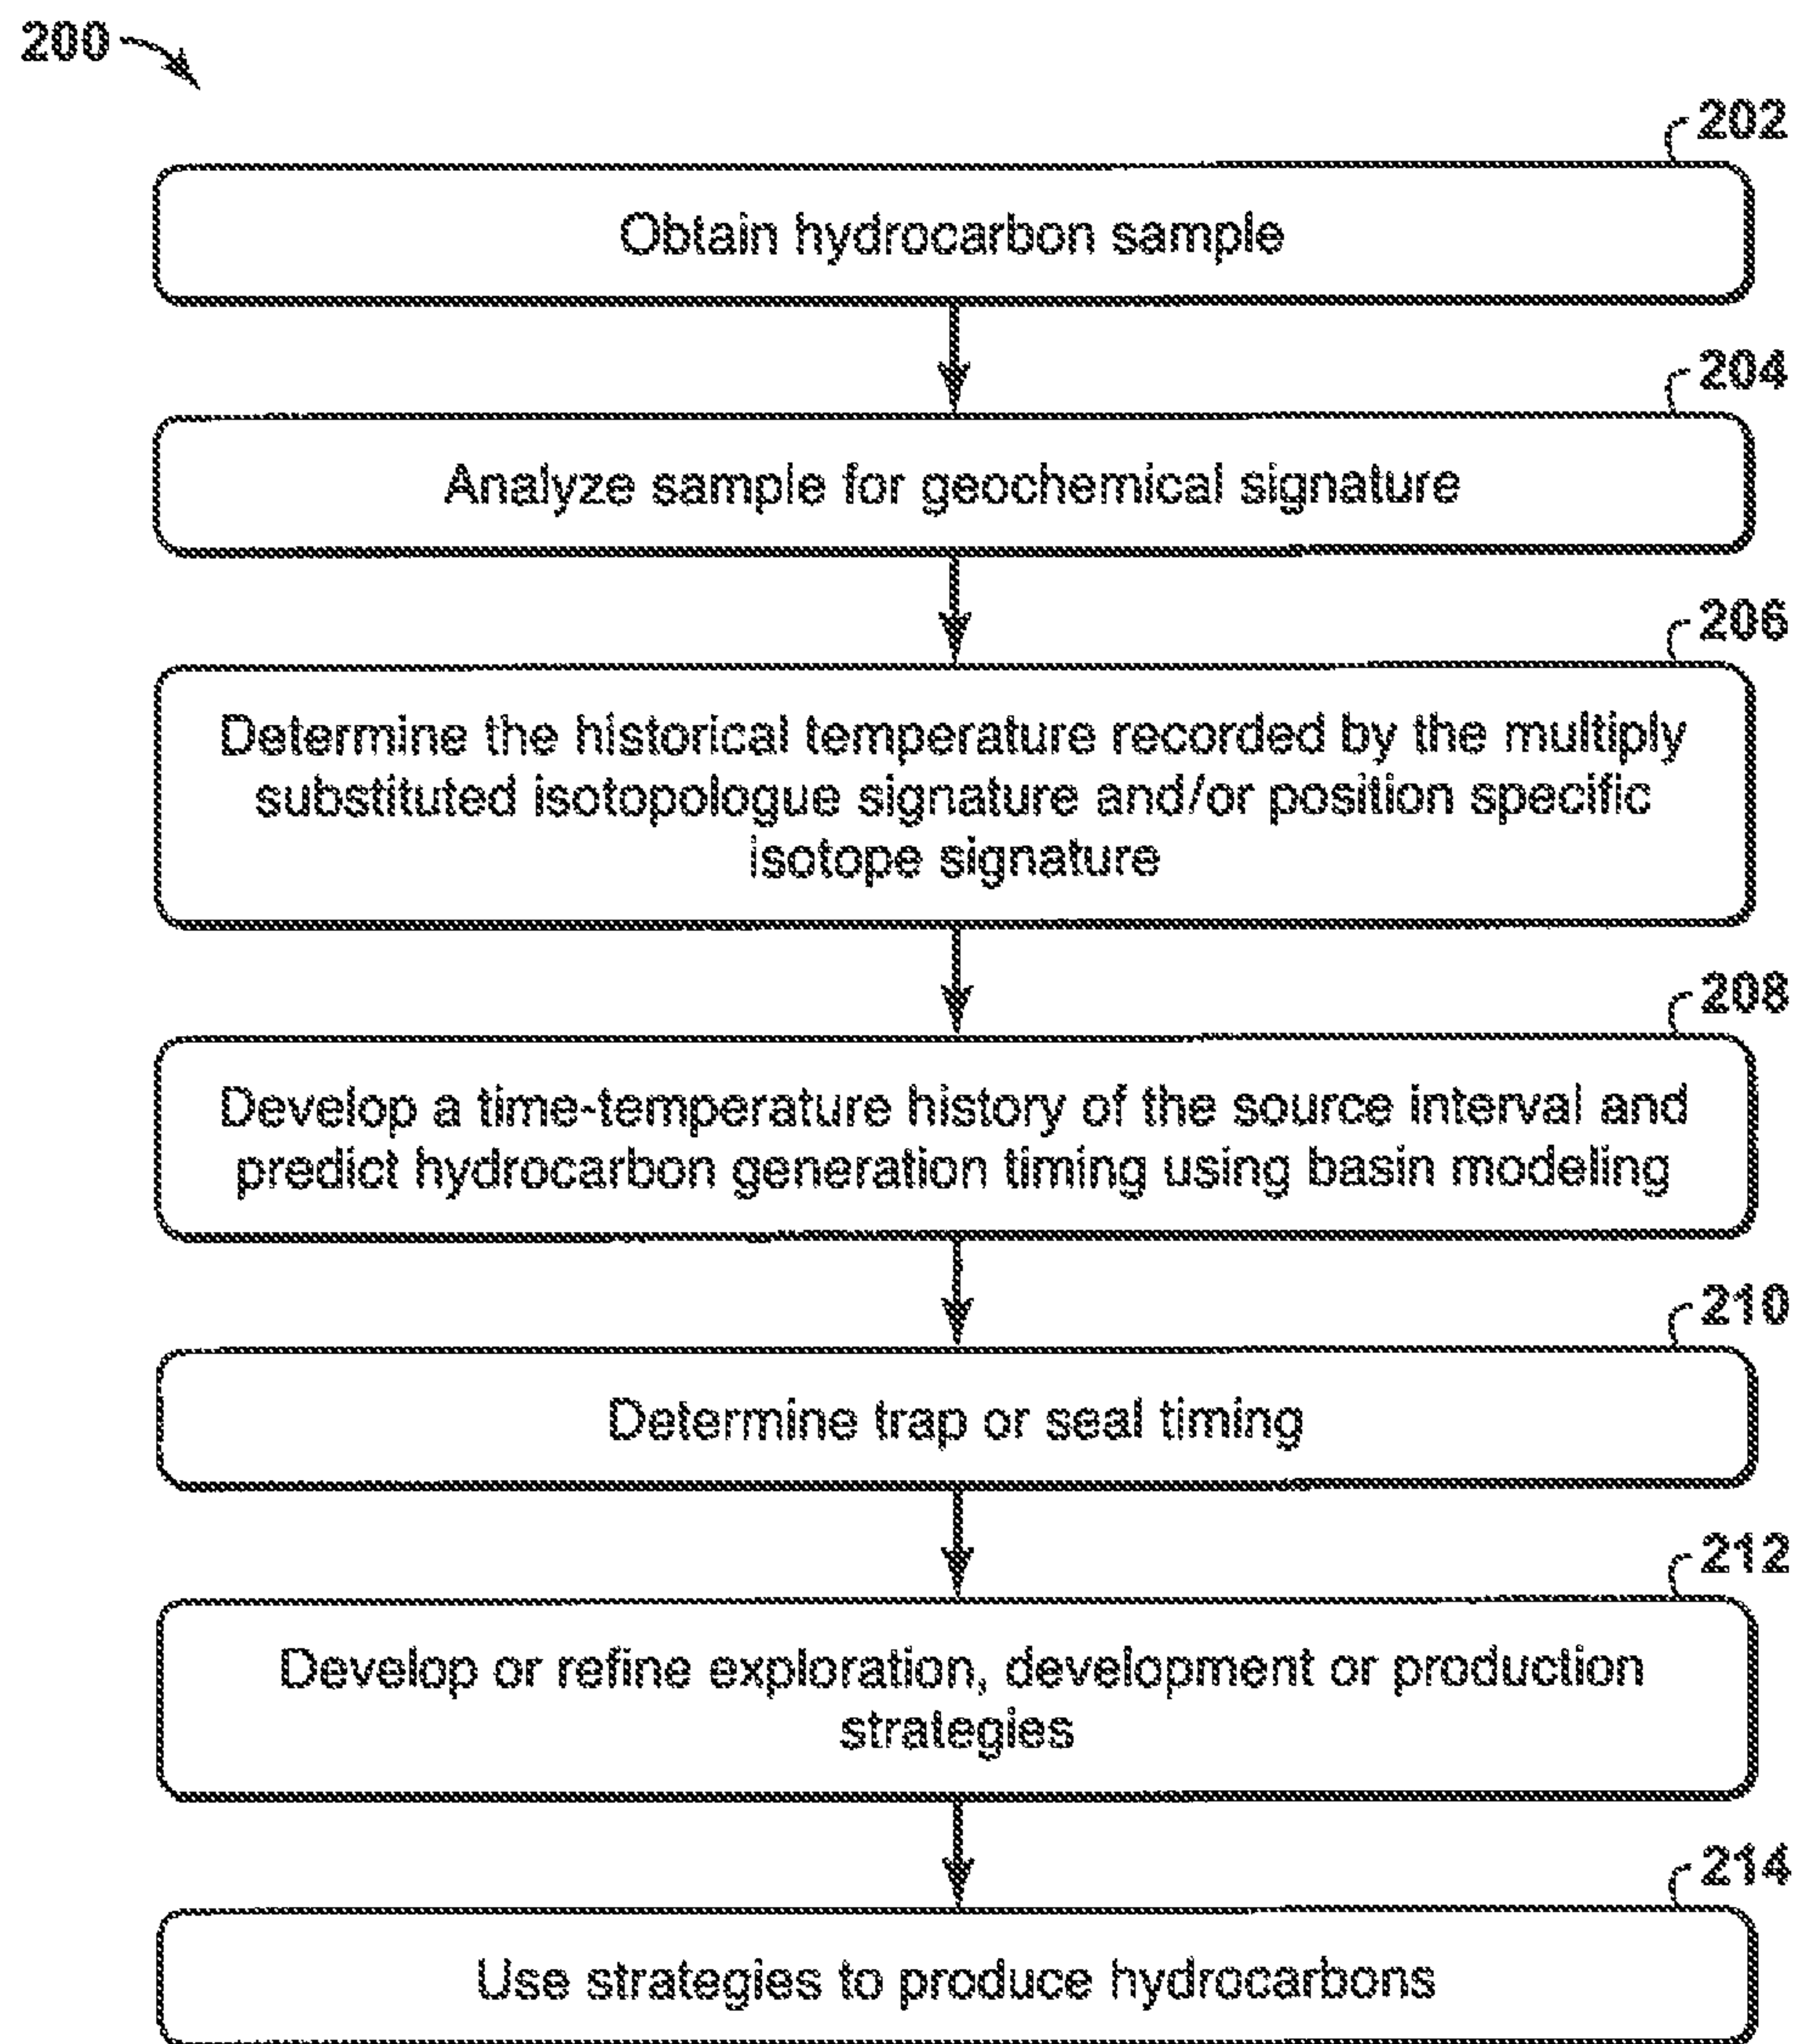 200
202
Obtain hydrocarbon sample
204
Analyze sample for geochemical signature
206
Determine the historical temperature recorded by the multiply
substituted isotopologue signature and/or position specific
isotope signature
208
Develop a time-temperature history of the source interval and
predict hydrocarbon generation timing using basin modeling
210
Determine trap or seal timing
212
Develop or refine exploration, development or production
strategies
214
Use strategies to produce hydrocarbons